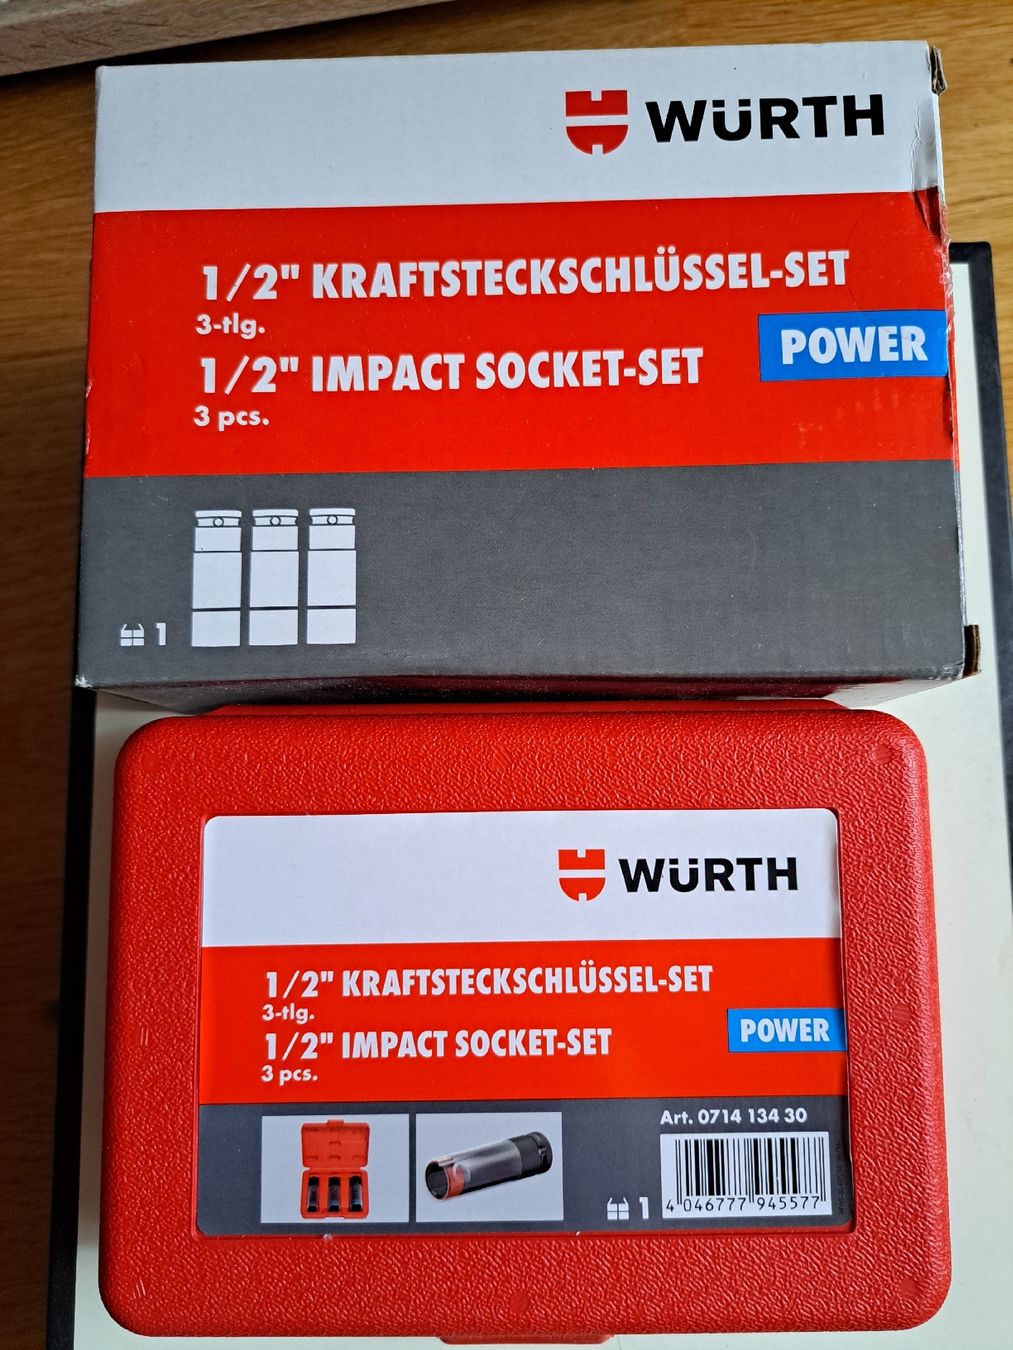 WÜRTH
1/2" KRAFTSTECKSCHLÜSSEL-SET
3-tlg.
POWER
1/2" IMPACT SOCKET-SET
3 pcs.
1
WÜRTH
1/2" KRAFTSTECKSCHLÜSSEL-SET
3-tlg.
POWER
1/2" IMPACT SOCKET-SET
3 pcs.
Art. 0714 134 30
1
4 046777 945577